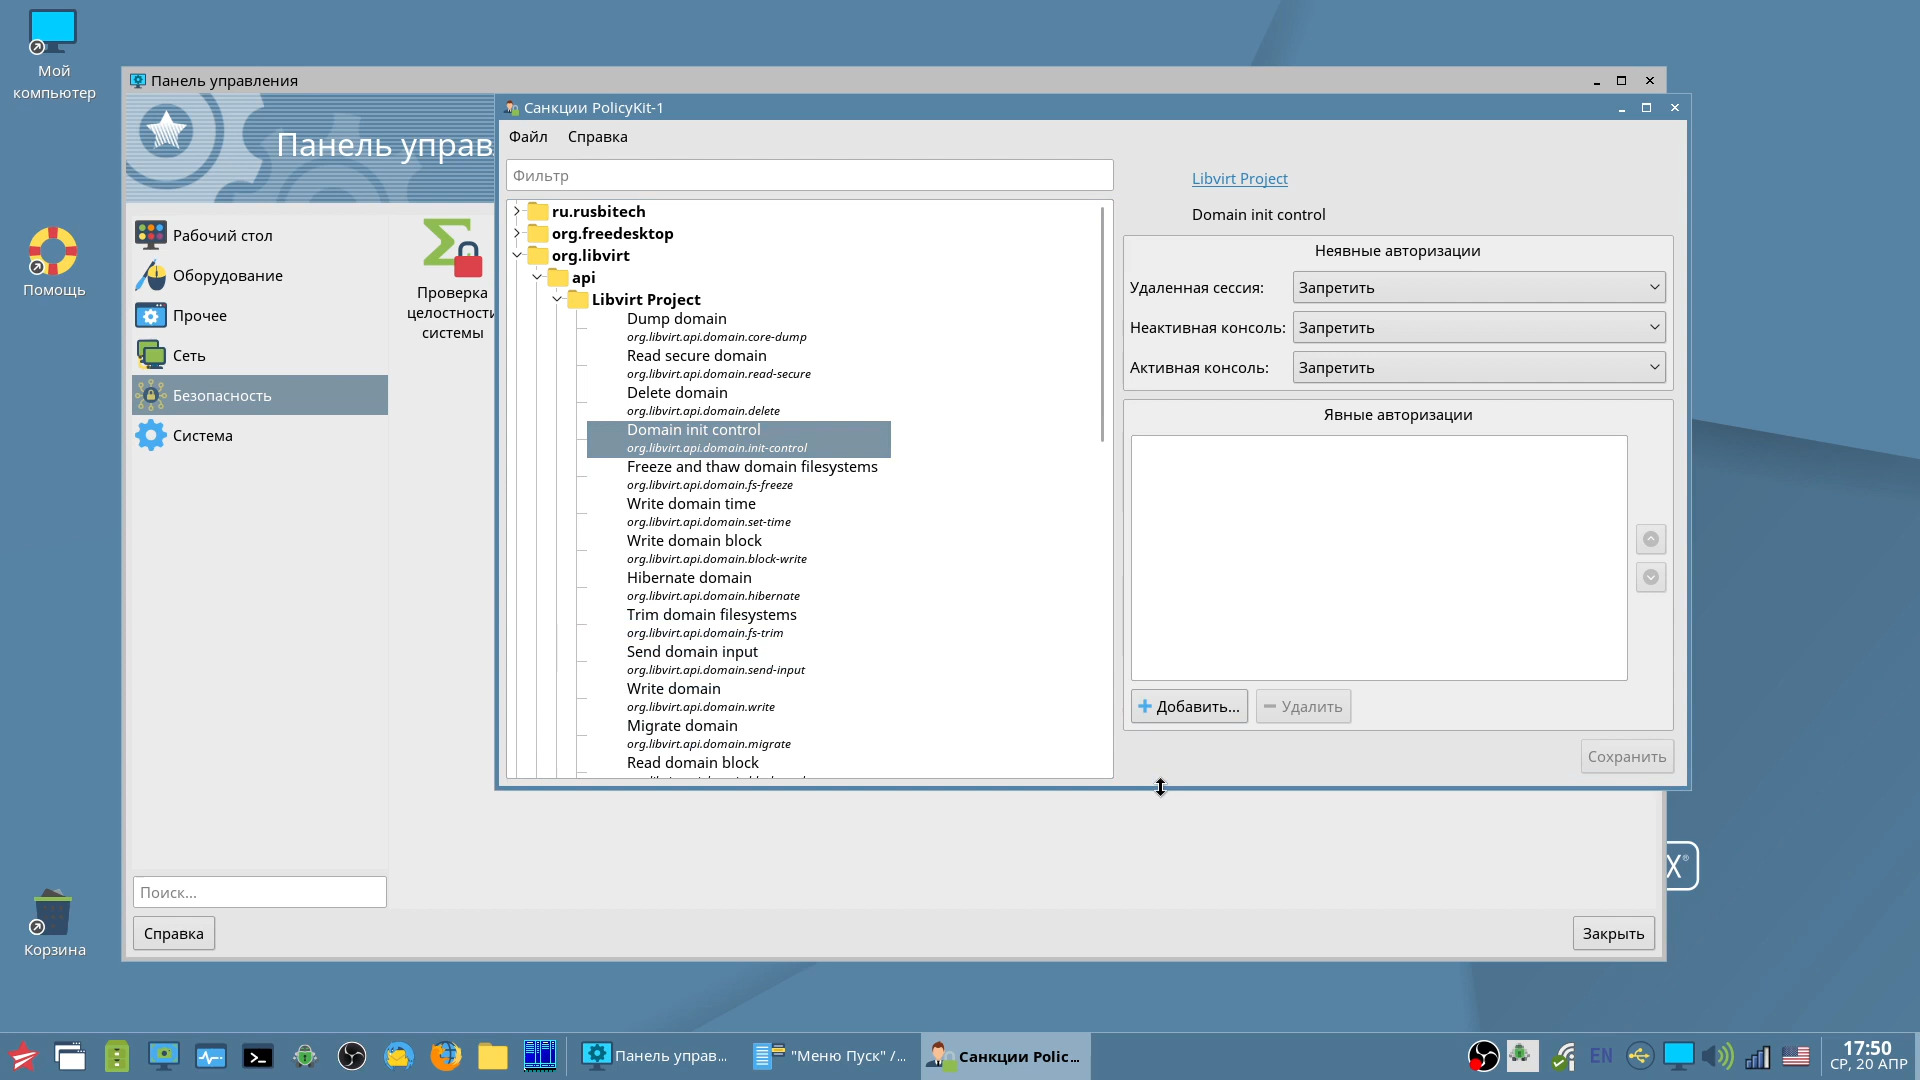 Мой
компьютер
Помощь
Корзина
Панель управления
Панель управ
Рабочий стол
Оборудование
Прочее
Сеть
Безопасность
Система
Поиск...
Справка
Закрыть
Проверка
целостности
системы
Санкции PolicyKit-1
Файл Справка
Фильтр
ru.rusbitech
org.freedesktop
org.libvirt
api
Libvirt Project
Dump domain
org.libvirt.api.domain.core-dump
Read secure domain
org.libvirt.api.domain.read-secure
Delete domain
org.libvirt.api.domain.delete
Domain init control
org.libvirt.api.domain.init-control
Freeze and thaw domain filesystems
org.libvirt.api.domain.fs-freeze
Write domain time
org.libvirt.api.domain.set-time
Write domain block
org.libvirt.api.domain.block-write
Hibernate domain
org.libvirt.api.domain.hibernate
Trim domain filesystems
org.libvirt.api.domain.fs-trim
Send domain input
org.libvirt.api.domain.send-input
Write domain
org.libvirt.api.domain.write
Migrate domain
org.libvirt.api.domain.migrate
Read domain block
Libvirt Project
Domain init control
Неявные авторизации
Удаленная сессия: Запретить
Неактивная консоль: Запретить
Активная консоль: Запретить
Явные авторизации
Добавить... Удалить
Сохранить
X®
Панель управ... "Меню Пуск" /... Санкции Polic...
EN
17:50
СР, 20 АПР